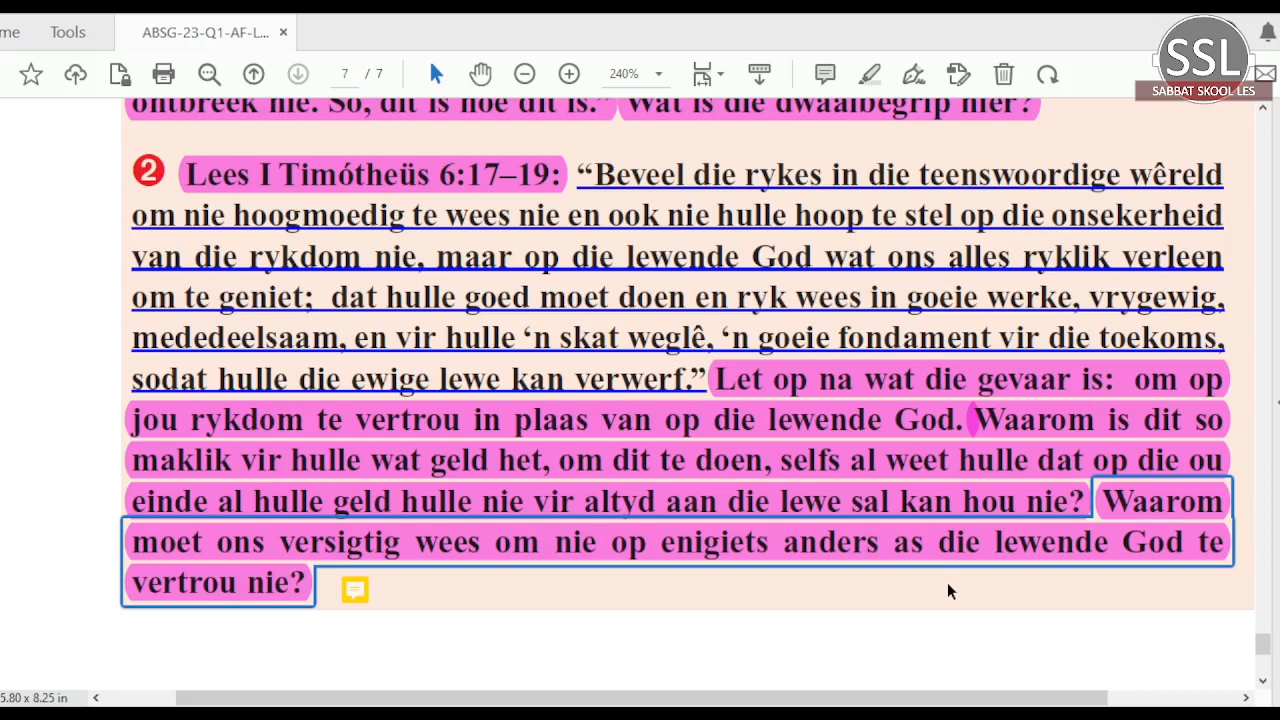 me Tools ABSG-23-Q1-AF-L... ×
7 / 7 240%
SSL
SABBAT SKOOL LES
ontbreek nie. So, dit is hoe dit is.” Wat is die dwaalbegrip hier?
2 Lees I Timótheüs 6:17–19: “Beveel die rykes in die teenswoordige wêreld
om nie hoogmoedig te wees nie en ook nie hulle hoop te stel op die onsekerheid
van die rykdom nie, maar op die lewende God wat ons alles ryklik verleen
om te geniet; dat hulle goed moet doen en ryk wees in goeie werke, vrygewig,
mededeelsaam, en vir hulle ‘n skat weglê, ‘n goeie fondament vir die toekoms,
sodat hulle die ewige lewe kan verwerf.” Let op na wat die gevaar is: om op
jou rykdom te vertrou in plaas van op die lewende God. Waarom is dit so
maklik vir hulle wat geld het, om dit te doen, selfs al weet hulle dat op die ou
einde al hulle geld hulle nie vir altyd aan die lewe sal kan hou nie? Waarom
moet ons versigtig wees om nie op enigiets anders as die lewende God te
vertrou nie?
5.80 x 8.25 in